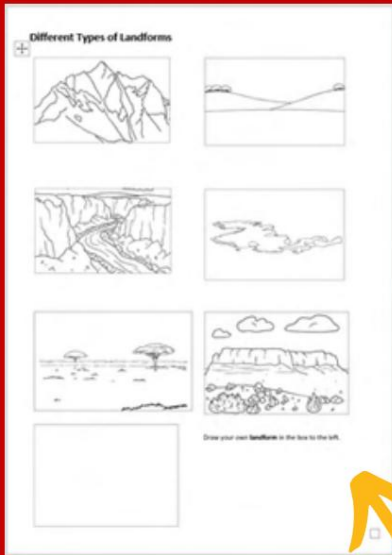 Different Types of Landforms
Draw your own landform in the box to the left.